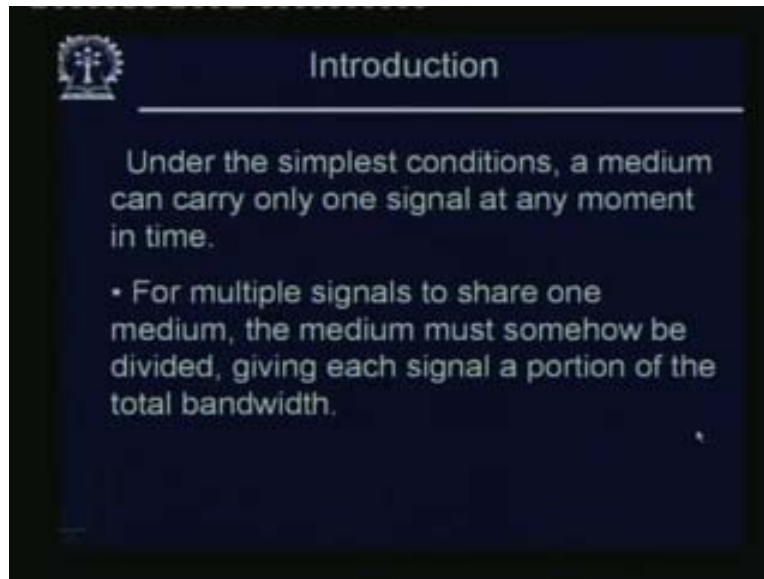 Introduction
Under the simplest conditions, a medium
can carry only one signal at any moment
in time.
• For multiple signals to share one
medium, the medium must somehow be
divided, giving each signal a portion of the
total bandwidth.